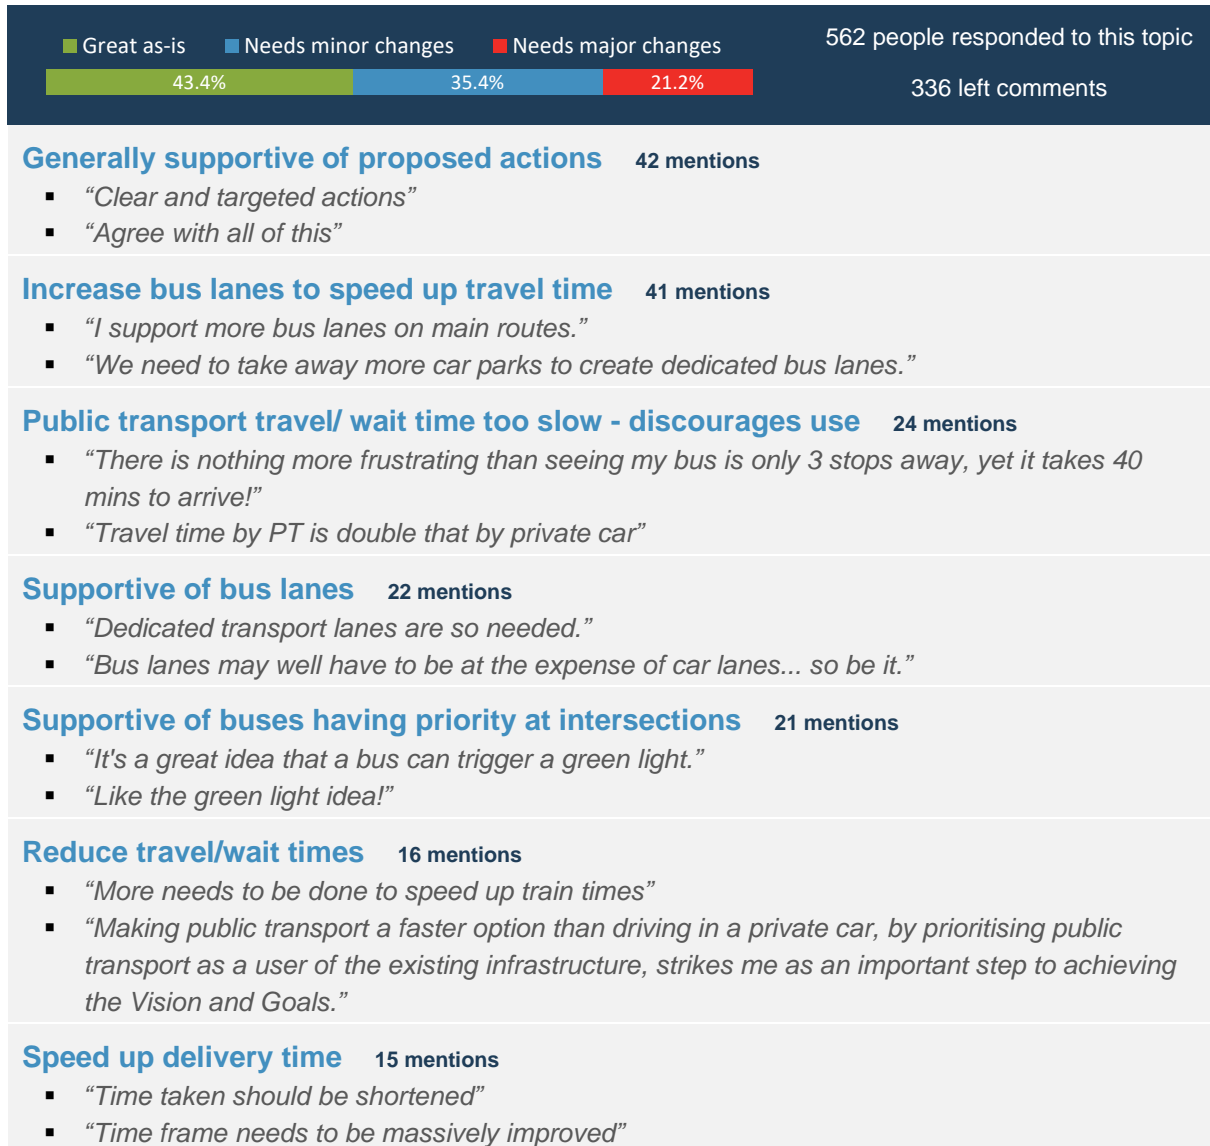 Great as-is Needs minor changes Needs major changes
43.4% 35.4% 21.2%
562 people responded to this topic
336 left comments
Generally supportive of proposed actions 42 mentions
▪ “Clear and targeted actions”
▪ “Agree with all of this”
Increase bus lanes to speed up travel time 41 mentions
▪ “I support more bus lanes on main routes.”
▪ “We need to take away more car parks to create dedicated bus lanes.”
Public transport travel/ wait time too slow - discourages use 24 mentions
▪ “There is nothing more frustrating than seeing my bus is only 3 stops away, yet it takes 40
mins to arrive!”
▪ “Travel time by PT is double that by private car”
Supportive of bus lanes 22 mentions
▪ “Dedicated transport lanes are so needed.”
▪ “Bus lanes may well have to be at the expense of car lanes... so be it.”
Supportive of buses having priority at intersections 21 mentions
▪ “It's a great idea that a bus can trigger a green light.”
▪ “Like the green light idea!”
Reduce travel/wait times 16 mentions
▪ “More needs to be done to speed up train times”
▪ “Making public transport a faster option than driving in a private car, by prioritising public
transport as a user of the existing infrastructure, strikes me as an important step to achieving
the Vision and Goals.”
Speed up delivery time 15 mentions
▪ “Time taken should be shortened”
▪ “Time frame needs to be massively improved”